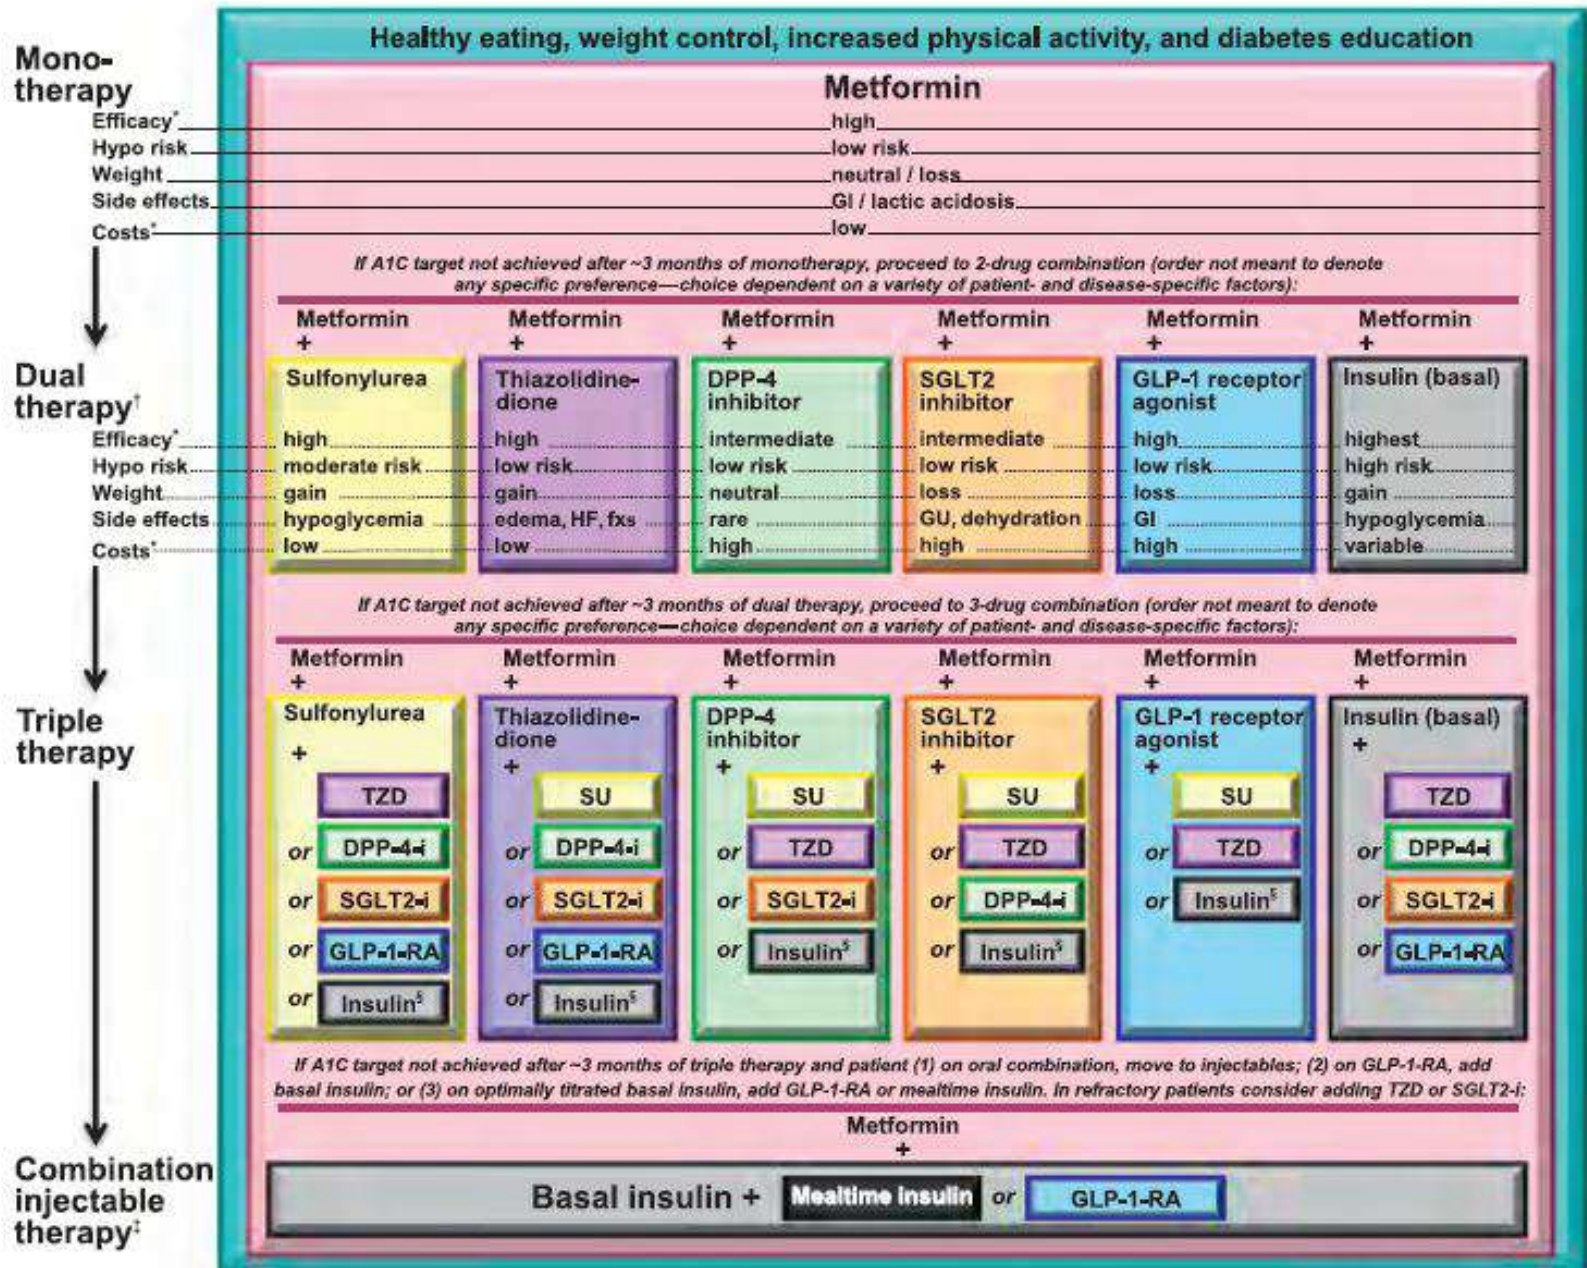 Healthy eating, weight control, increased physical activity, and diabetes education
Mono-
therapy
Metformin
Efficacy* high
Hypo risk low risk
Weight neutral / loss
Side effects GI / lactic acidosis
Costs* low
If A1C target not achieved after ~3 months of monotherapy, proceed to 2-drug combination (order not meant to denote
any specific preference—choice dependent on a variety of patient- and disease-specific factors):
Metformin Metformin Metformin Metformin Metformin Metformin
+ + + + + +
Dual
therapy†
Sulfonylurea Thiazolidine- DPP-4 SGLT2 GLP-1 receptor Insulin (basal)
dione inhibitor inhibitor agonist
Efficacy* high high intermediate intermediate high highest
Hypo risk moderate risk low risk low risk low risk low risk high risk
Weight gain gain neutral loss loss gain
Side effects hypoglycemia edema, HF, fxs rare GU, dehydration GI hypoglycemia
Costs* low low high high high variable
If A1C target not achieved after ~3 months of dual therapy, proceed to 3-drug combination (order not meant to denote
any specific preference—choice dependent on a variety of patient- and disease-specific factors):
Metformin Metformin Metformin Metformin Metformin Metformin
+ + + + + +
Triple
therapy
Sulfonylurea Thiazolidine- DPP-4 SGLT2 GLP-1 receptor Insulin (basal)
dione inhibitor inhibitor agonist
+ + + + + +
TZD SU SU SU SU TZD
or DPP-4-i or DPP-4-i or TZD or TZD or TZD or DPP-4-i
or SGLT2-i or SGLT2-i or SGLT2-i or DPP-4-i or Insulin§ or SGLT2-i
or GLP-1-RA or GLP-1-RA or Insulin§ or Insulin§ or GLP-1-RA
or Insulin§ or Insulin§
If A1C target not achieved after ~3 months of triple therapy and patient (1) on oral combination, move to injectables; (2) on GLP-1-RA, add
basal insulin; or (3) on optimally titrated basal insulin, add GLP-1-RA or mealtime insulin. In refractory patients consider adding TZD or SGLT2-i:
Metformin
+
Combination
injectable
therapy‡
Basal insulin + Mealtime insulin or GLP-1-RA